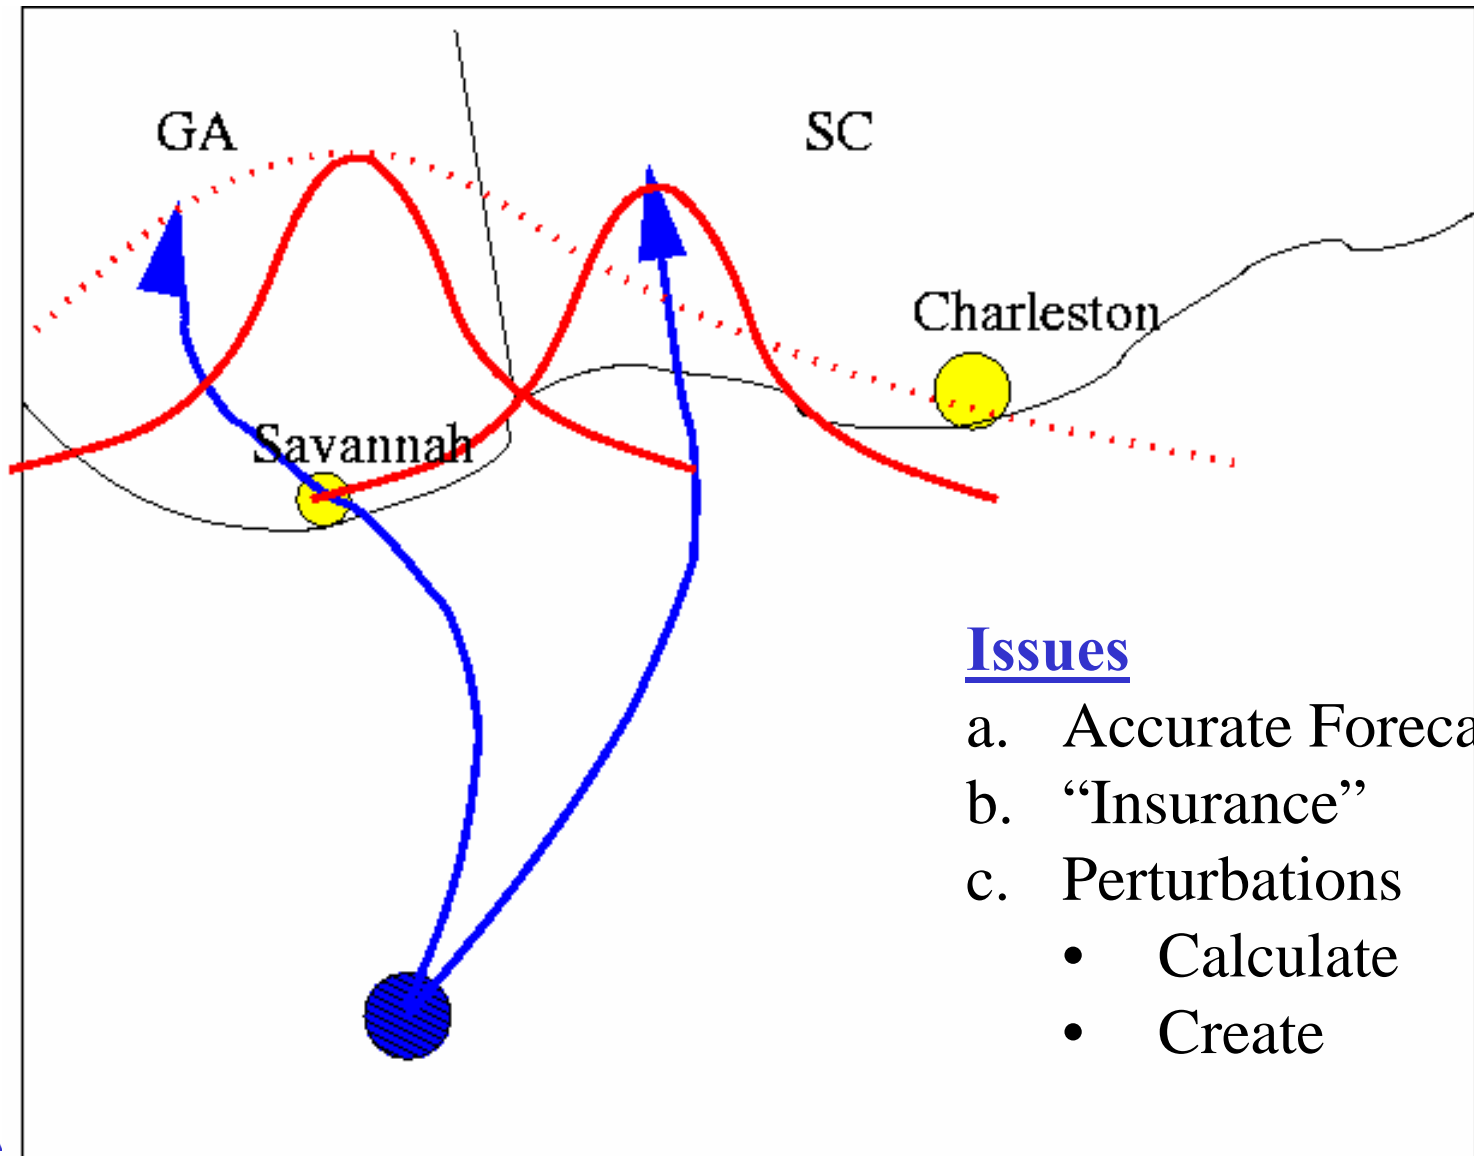 GA
SC
Charleston
Savannah
Issues
a. Accurate Foreca
b. “Insurance”
c. Perturbations
• Calculate
• Create